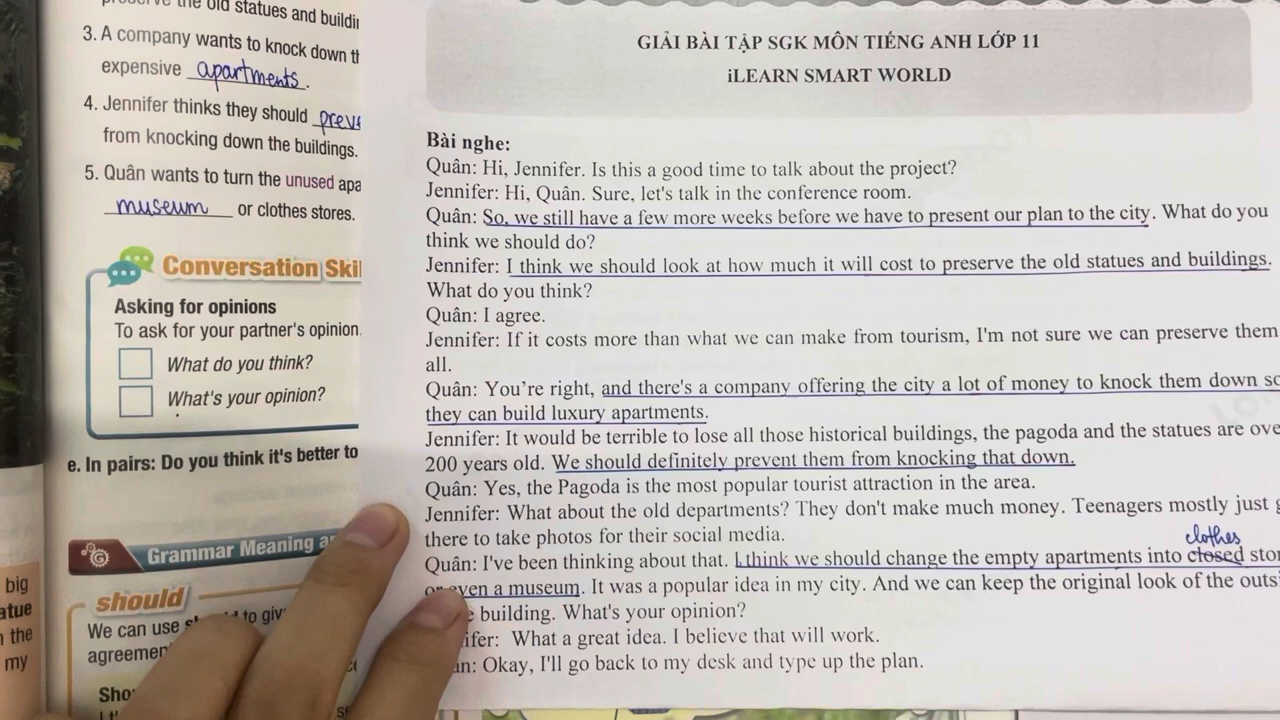 the old statues and buildin
3. A company wants to knock down th
expensive apartments.
4. Jennifer thinks they should preve
from knocking down the buildings.
5. Quân wants to turn the unused apa
museum or clothes stores.
Conversation Skil
Asking for opinions
To ask for your partner's opinion
What do you think?
What's your opinion?
e. In pairs: Do you think it's better to
Grammar Meaning a
should
We can use to giv
agreemen
Sho
big
atue
the
my
GIẢI BÀI TẬP SGK MÔN TIẾNG ANH LỚP 11
iLEARN SMART WORLD
Bài nghe:
Quân: Hi, Jennifer. Is this a good time to talk about the project?
Jennifer: Hi, Quân. Sure, let's talk in the conference room.
Quân: So, we still have a few more weeks before we have to present our plan to the city. What do you
think we should do?
Jennifer: I think we should look at how much it will cost to preserve the old statues and buildings.
What do you think?
Quân: I agree.
Jennifer: If it costs more than what we can make from tourism, I'm not sure we can preserve them
all.
Quân: You're right, and there's a company offering the city a lot of money to knock them down so
they can build luxury apartments.
Jennifer: It would be terrible to lose all those historical buildings, the pagoda and the statues are ove
200 years old. We should definitely prevent them from knocking that down.
Quân: Yes, the Pagoda is the most popular tourist attraction in the area.
Jennifer: What about the old departments? They don't make much money. Teenagers mostly just g
there to take photos for their social media.
clothes
Quân: I've been thinking about that. I think we should change the empty apartments into closed stor
or even a museum. It was a popular idea in my city. And we can keep the original look of the outsi
building. What's your opinion?
ifer: What a great idea. I believe that will work.
an: Okay, I'll go back to my desk and type up the plan.